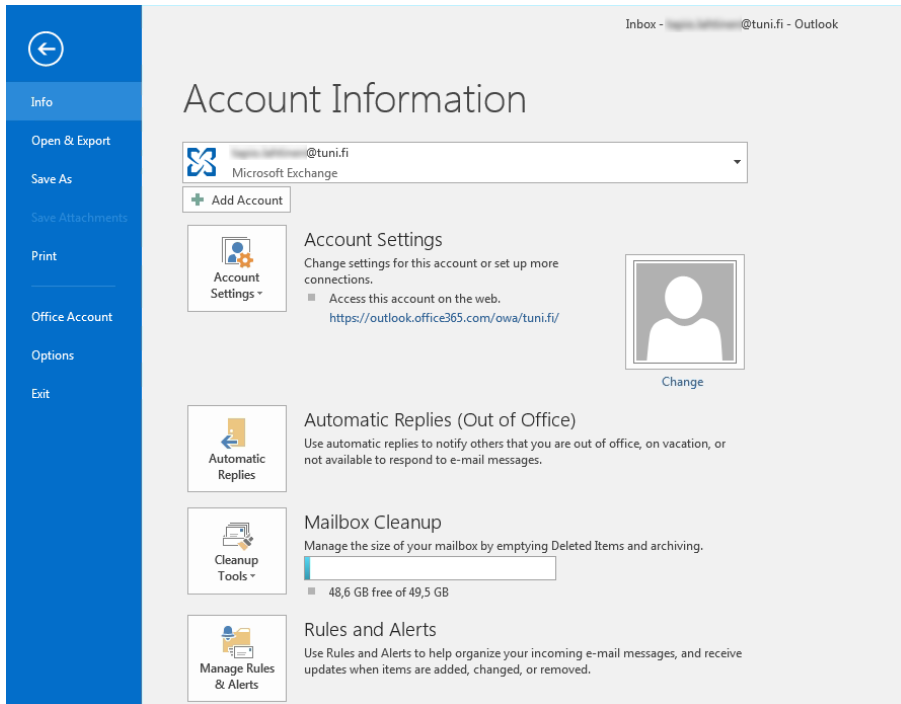 Inbox - @tuni.fi - Outlook
Info
Open & Export
Save As
Save Attachments
Print
Office Account
Options
Exit
Account Information
@tuni.fi
Microsoft Exchange
Add Account
Account
Settings
Account Settings
Change settings for this account or set up more
connections.
Access this account on the web.
https://outlook.office365.com/owa/tuni.fi/
Change
Automatic
Replies
Automatic Replies (Out of Office)
Use automatic replies to notify others that you are out of office, on vacation, or
not available to respond to e-mail messages.
Cleanup
Tools
Mailbox Cleanup
Manage the size of your mailbox by emptying Deleted Items and archiving.
48,6 GB free of 49,5 GB
Manage Rules
& Alerts
Rules and Alerts
Use Rules and Alerts to help organize your incoming e-mail messages, and receive
updates when items are added, changed, or removed.